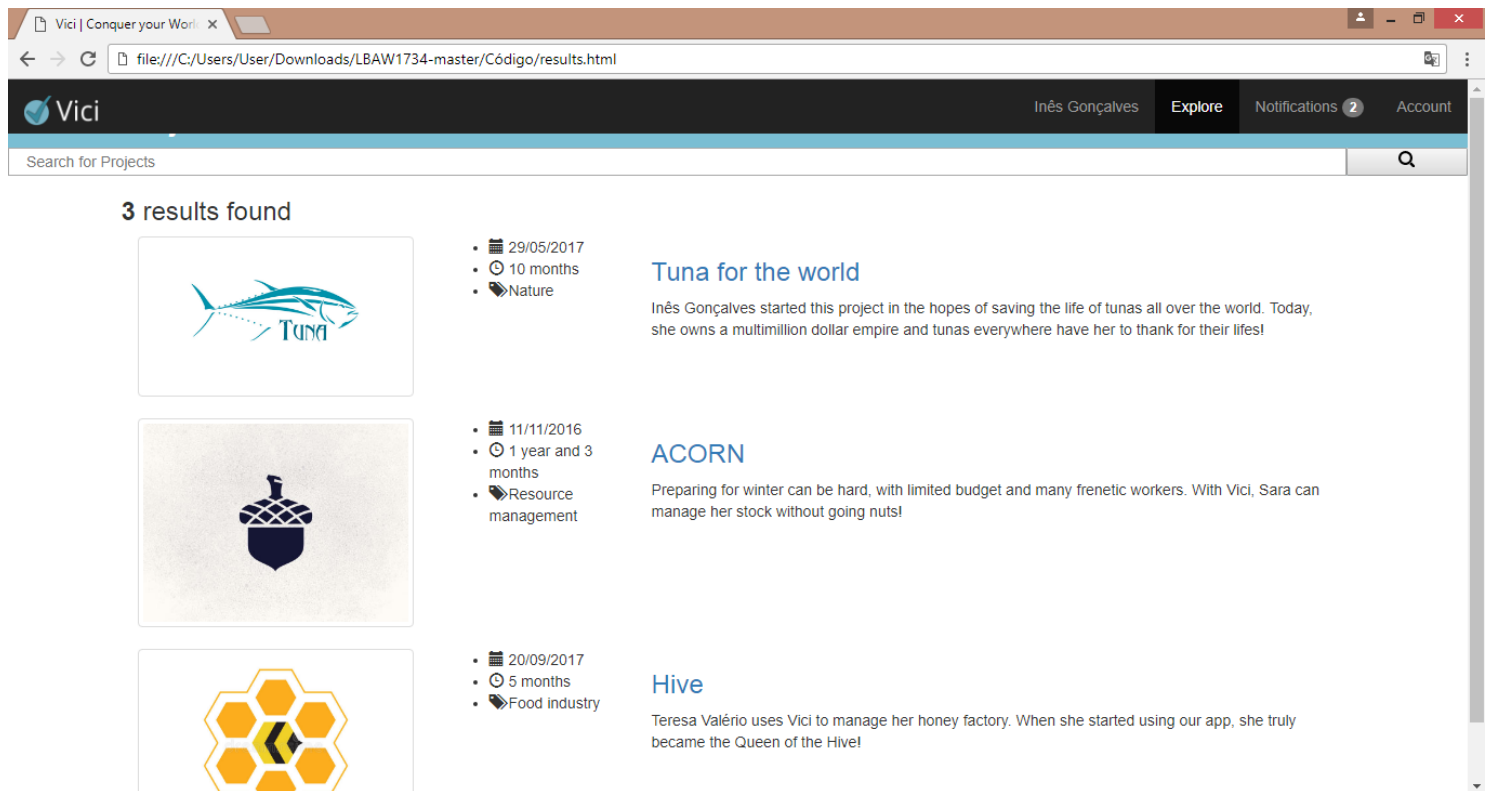 Vici | Conquer your Worl
file:///C:/Users/User/Downloads/LBAW1734-master/Código/results.html
Vici
Inês Gonçalves Explore Notifications 2 Account
Search for Projects
3 results found
TUNA
29/05/2017
10 months
Nature
Tuna for the world
Inês Gonçalves started this project in the hopes of saving the life of tunas all over the world. Today,
she owns a multimillion dollar empire and tunas everywhere have her to thank for their lifes!
11/11/2016
1 year and 3
months
Resource
management
ACORN
Preparing for winter can be hard, with limited budget and many frenetic workers. With Vici, Sara can
manage her stock without going nuts!
20/09/2017
5 months
Food industry
Hive
Teresa Valério uses Vici to manage her honey factory. When she started using our app, she truly
became the Queen of the Hive!